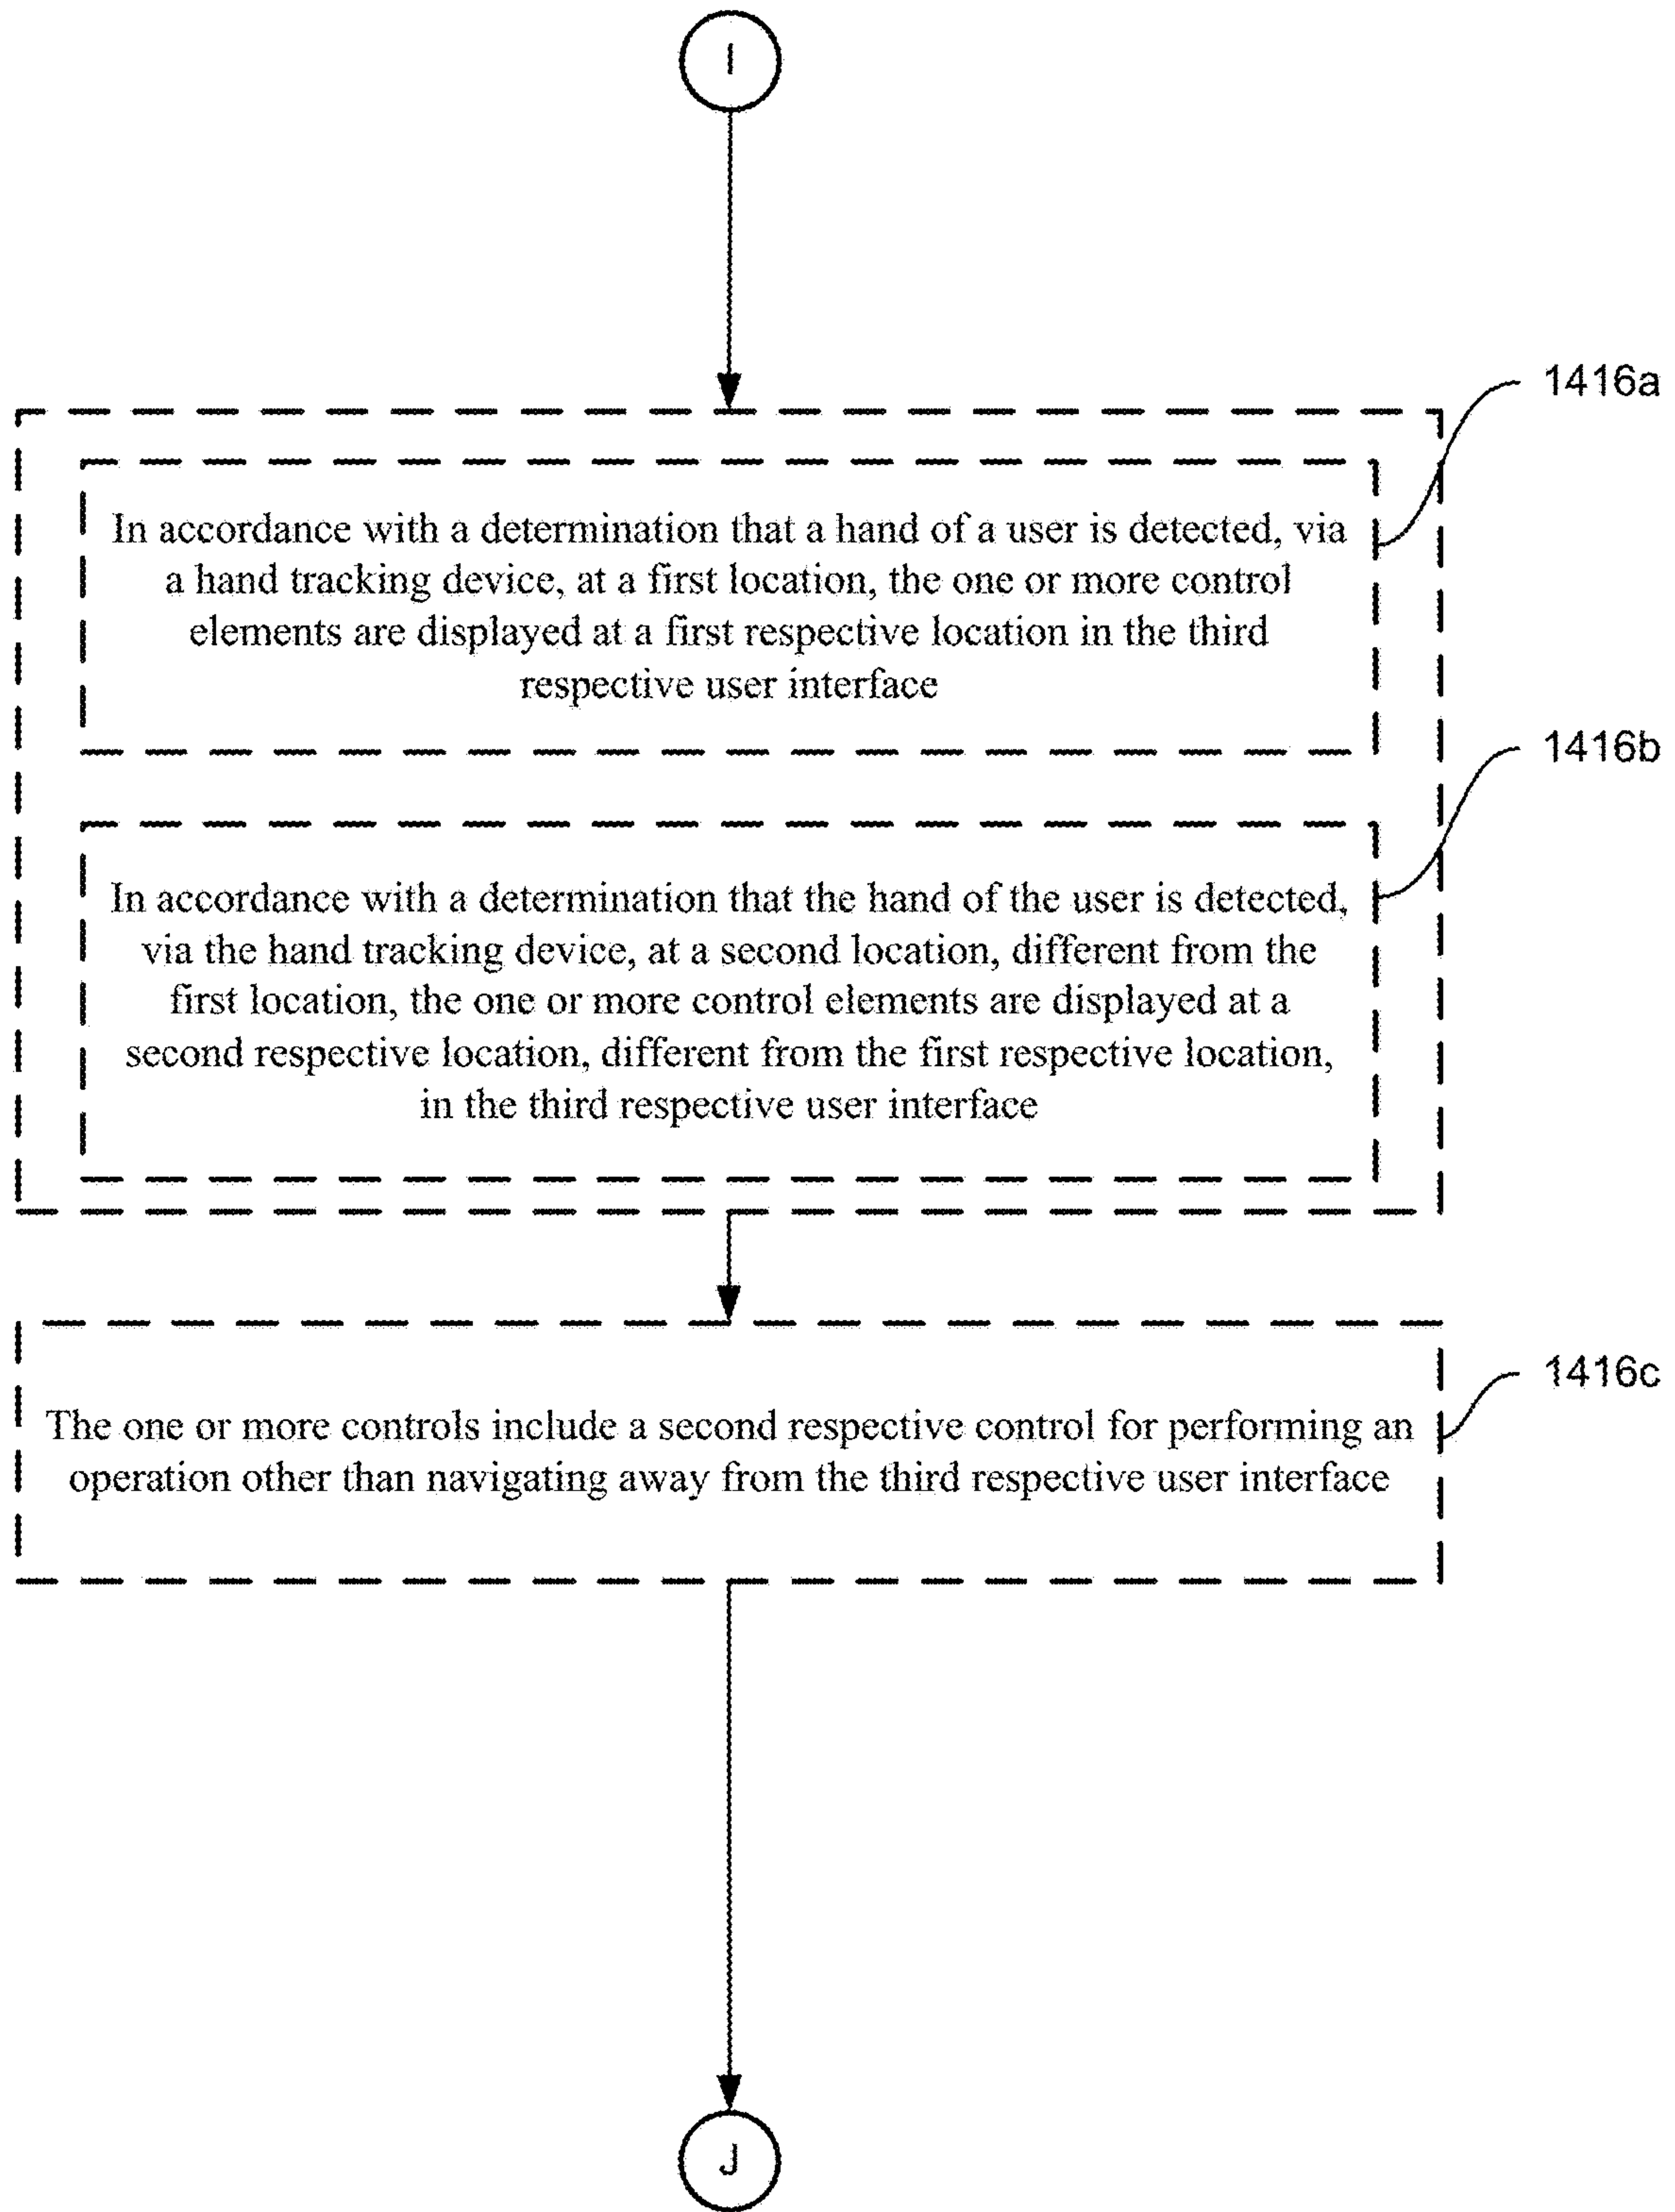 I
1416a
In accordance with a determination that a hand of a user is detected, via
a hand tracking device, at a first location, the one or more control
elements are displayed at a first respective location in the third
respective user interface
1416b
In accordance with a determination that the hand of the user is detected,
via the hand tracking device, at a second location, different from the
first location, the one or more control elements are displayed at a
second respective location, different from the first respective location,
in the third respective user interface
1416c
The one or more controls include a second respective control for performing an
operation other than navigating away from the third respective user interface
J